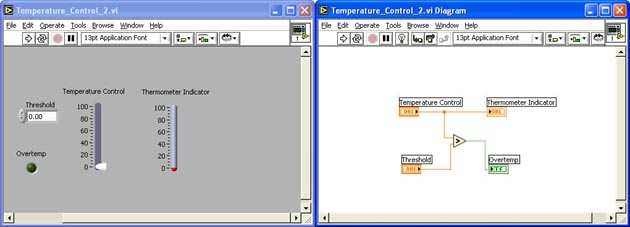 Temperature_Control_2.vi
File Edit Operate Tools Browse Window Help
13pt Application Font
1
Temperature Control
Thermometer Indicator
Threshold
0.00
100
80
60
40
20
0
100
80
60
40
20
0
Overtemp
Temperature_Control_2.vi Diagram
File Edit Operate Tools Browse Window Help
13pt Application Font
1
Temperature Control
Thermometer Indicator
DBL
DBL
>
Threshold
Overtemp
DBL
TF